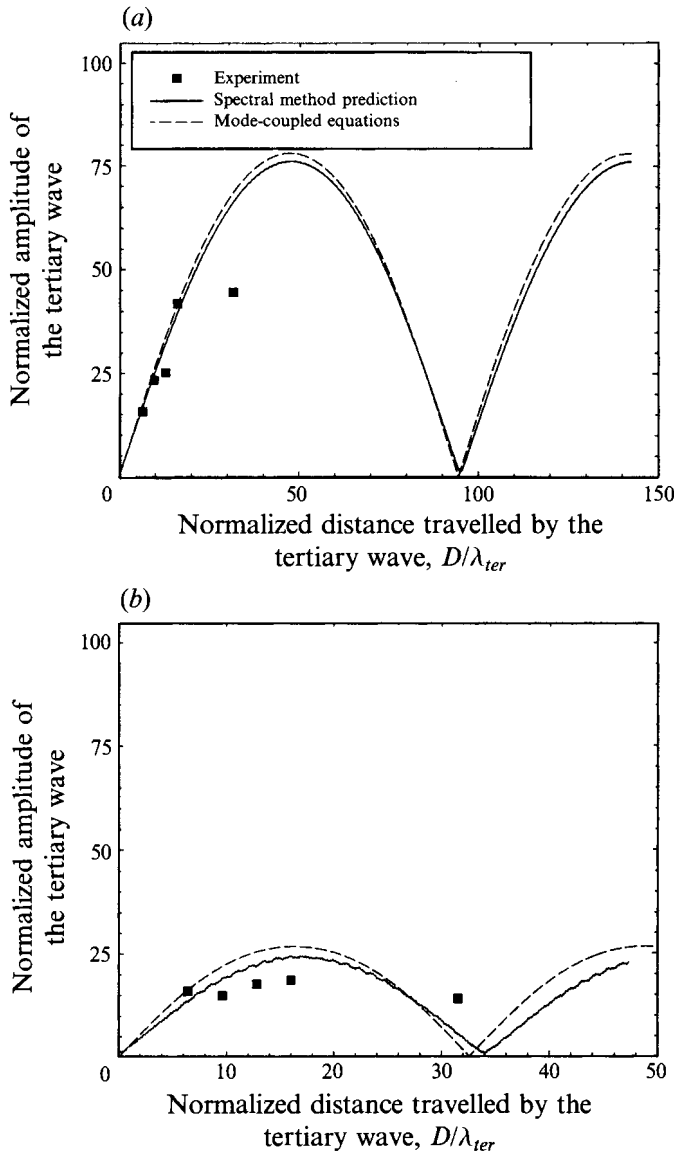 (a)
100
75
50
25
0
Experiment
Spectral method prediction
Mode-coupled equations
Normalized amplitude of
the tertiary wave
0 50 100 150
Normalized distance travelled by the
tertiary wave, D/λter
(b)
100
75
50
25
Normalized amplitude of
the tertiary wave
0 10 20 30 40 50
Normalized distance travelled by the
tertiary wave, D/λter